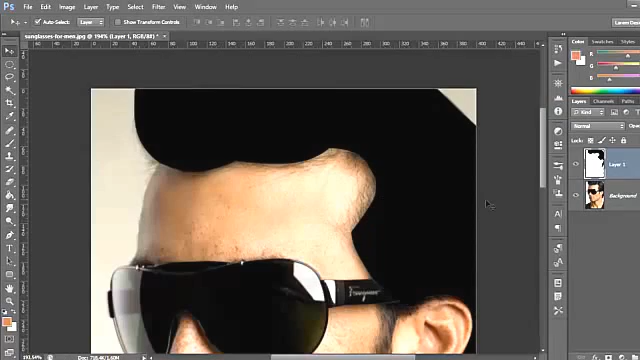 Ps File Edit Image Layer Type Select Filter View Window Help
Auto-Select: Layer Show Transform Controls
sunglasses-for-men.jpg @ 194% (Layer 1, RGB/8#) *
Color Swatches Styles
R
G
B
Layers Channels Paths
Kind
Normal
Lock:
Layer 1
Background
193.54% Doc: 718.4K/1.60M